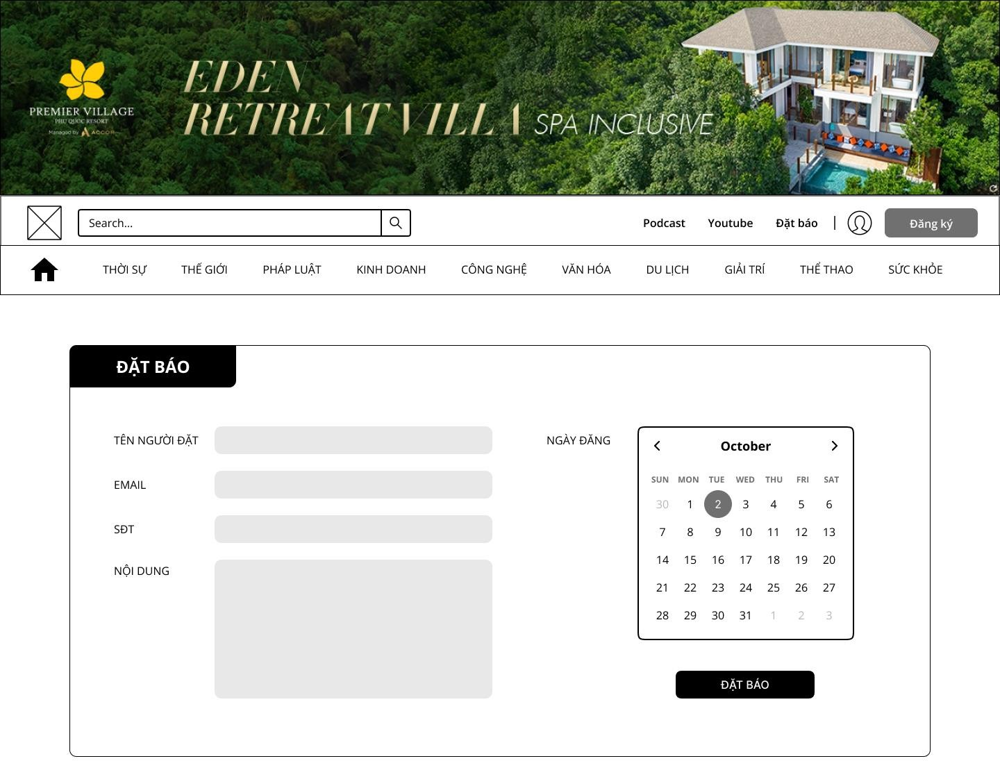 EDEN
RETREAT VILLA SPA INCLUSIVE
PREMIER VILLAGE
PHU QUOC RESORT
Managed by ACCOR
Search...
Podcast Youtube Đặt báo | Đăng ký
THỜI SỰ THẾ GIỚI PHÁP LUẬT KINH DOANH CÔNG NGHỆ VĂN HÓA DU LỊCH GIẢI TRÍ THỂ THAO SỨC KHỎE
ĐẶT BÁO
TÊN NGƯỜI ĐẶT
EMAIL
SĐT
NỘI DUNG
NGÀY ĐĂNG
October
SUN MON TUE WED THU FRI SAT
30 1 2 3 4 5 6
7 8 9 10 11 12 13
14 15 16 17 18 19 20
21 22 23 24 25 26 27
28 29 30 31 1 2 3
ĐẶT BÁO